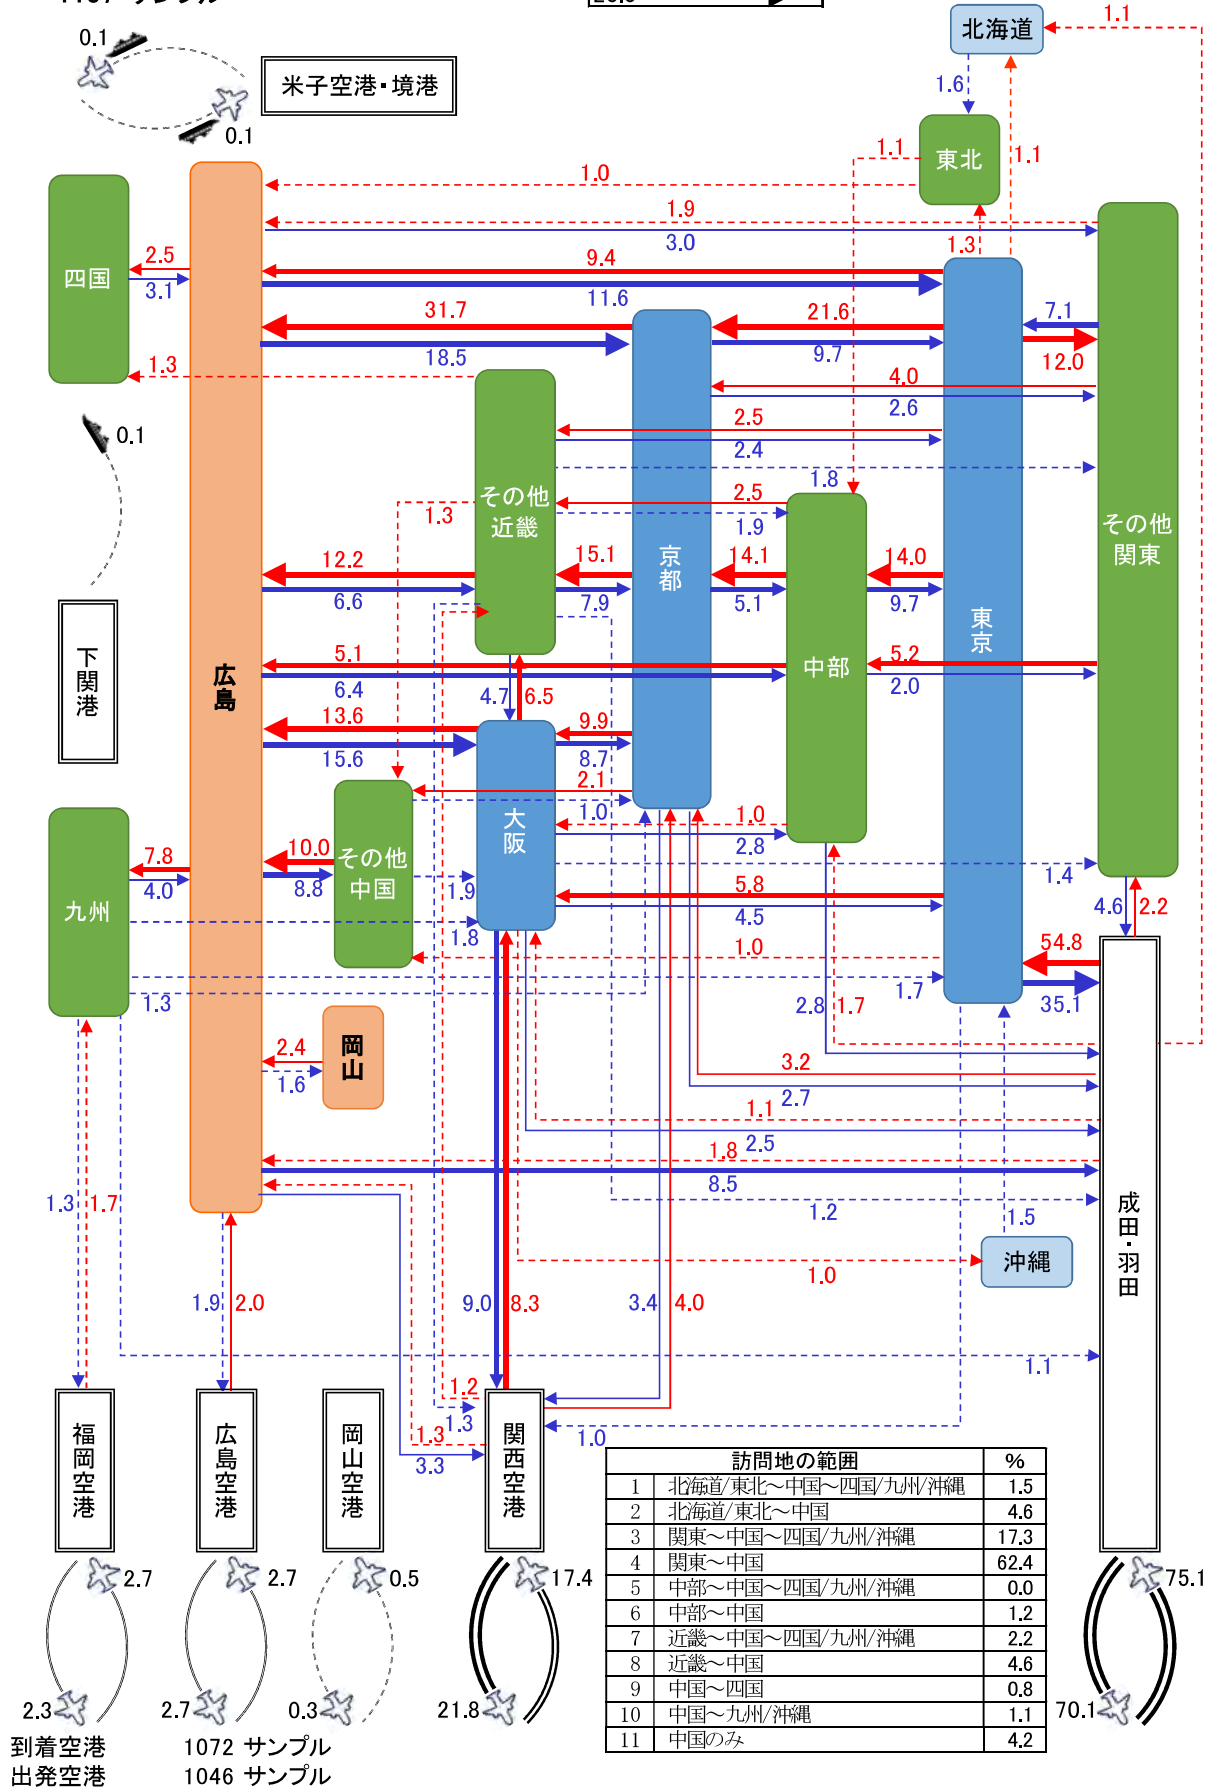 0.1
米子空港・境港
0.1
北海道
1.1
1.6
東北
1.1
1.1
1.0
1.9
3.0
1.3
四国
2.5
3.1
9.4
11.6
31.7
18.5
21.6
9.7
7.1
12.0
1.3
4.0
2.6
2.5
2.4
1.8
0.1
その他
近畿
1.3
2.5
1.9
京都
その他
関東
12.2
6.6
15.1
7.9
14.1
5.1
14.0
9.7
東京
下関港
広島
5.1
6.4
中部
5.2
2.0
4.7
6.5
13.6
15.6
9.9
8.7
2.1
1.0
大阪
1.0
2.8
1.4
7.8
4.0
10.0
8.8
その他
中国
1.9
九州
1.8
5.8
4.5
4.6
2.2
1.0
54.8
35.1
1.3
1.7
2.8
1.7
岡山
2.4
1.6
3.2
2.7
1.1
2.5
1.8
8.5
1.2
1.5
1.3
1.7
成田・羽田
沖縄
1.0
1.9
2.0
9.0
8.3
3.4
4.0
1.1
1.2
1.3
1.3
3.3
1.0
福岡空港
広島空港
岡山空港
関西空港
訪問地の範囲 %
1 北海道/東北～中国～四国/九州/沖縄 1.5
2 北海道/東北～中国 4.6
3 関東～中国～四国/九州/沖縄 17.3
4 関東～中国 62.4
5 中部～中国～四国/九州/沖縄 0.0
6 中部～中国 1.2
7 近畿～中国～四国/九州/沖縄 2.2
8 近畿～中国 4.6
9 中国～四国 0.8
10 中国～九州/沖縄 1.1
11 中国のみ 4.2
2.7
2.7
0.5
17.4
75.1
2.3
2.7
0.3
21.8
70.1
到着空港 1072 サンプル
出発空港 1046 サンプル